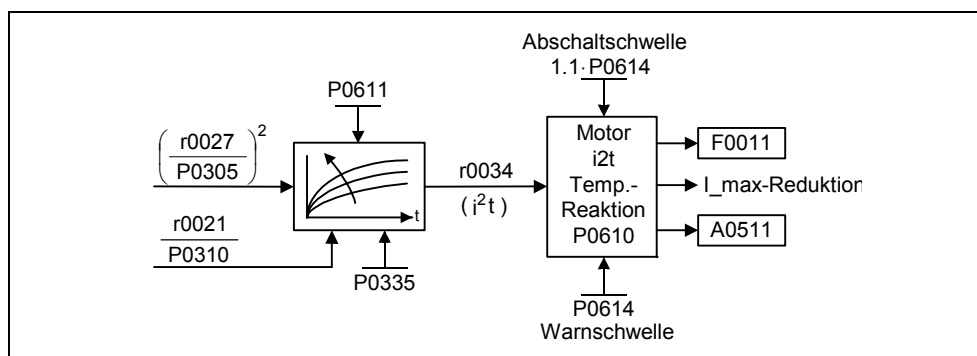 Abschaltschwelle
1.1·P0614
P0611
(r0027/P0305)²
r0021/P0310
t
P0335
r0034
(i²t)
Motor
i2t
Temp.-
Reaktion
P0610
F0011
I_max-Reduktion
A0511
P0614
Warnschwelle